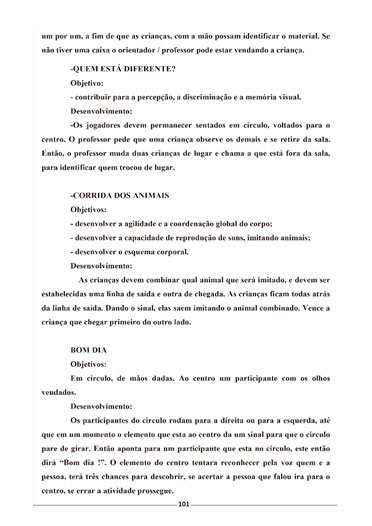 um por um, a fim de que as crianças, com a mão possam identificar o material. Se
não tiver uma caixa o orientador / professor pode estar vendando a criança.
-QUEM ESTÁ DIFERENTE?
Objetivo:
- contribuir para a percepção, a discriminação e a memória visual.
Desenvolvimento:
-Os jogadores devem permanecer sentados em círculo, voltados para o
centro. O professor pede que uma criança observe os demais e se retire da sala.
Então, o professor muda duas crianças de lugar e chama a que está fora da sala,
para identificar quem trocou de lugar.
-CORRIDA DOS ANIMAIS
Objetivos:
- desenvolver a agilidade e a coordenação global do corpo;
- desenvolver a capacidade de reprodução de sons, imitando animais;
- desenvolver o esquema corporal.
Desenvolvimento:
As crianças devem combinar qual animal que será imitado, e devem ser
estabelecidas uma linha de saída e outra de chegada. As crianças ficam todas atrás
da linha de saída. Dando o sinal, elas saem imitando o animal combinado. Vence a
criança que chegar primeiro do outro lado.
BOM DIA
Objetivos:
Em círculo, de mãos dadas. Ao centro um participante com os olhos
vendados.
Desenvolvimento:
Os participantes do círculo rodam para a direita ou para a esquerda, até
que em um momento o elemento que esta ao centro da um sinal para que o círculo
pare de girar. Então aponta para um participante que esta no círculo, este então
dirá “Bom dia !”. O elemento do centro tentara reconhecer pela voz quem e a
pessoa, terá três chances para descobrir, se acertar a pessoa que falou ira para o
centro, se errar a atividade prossegue.
101